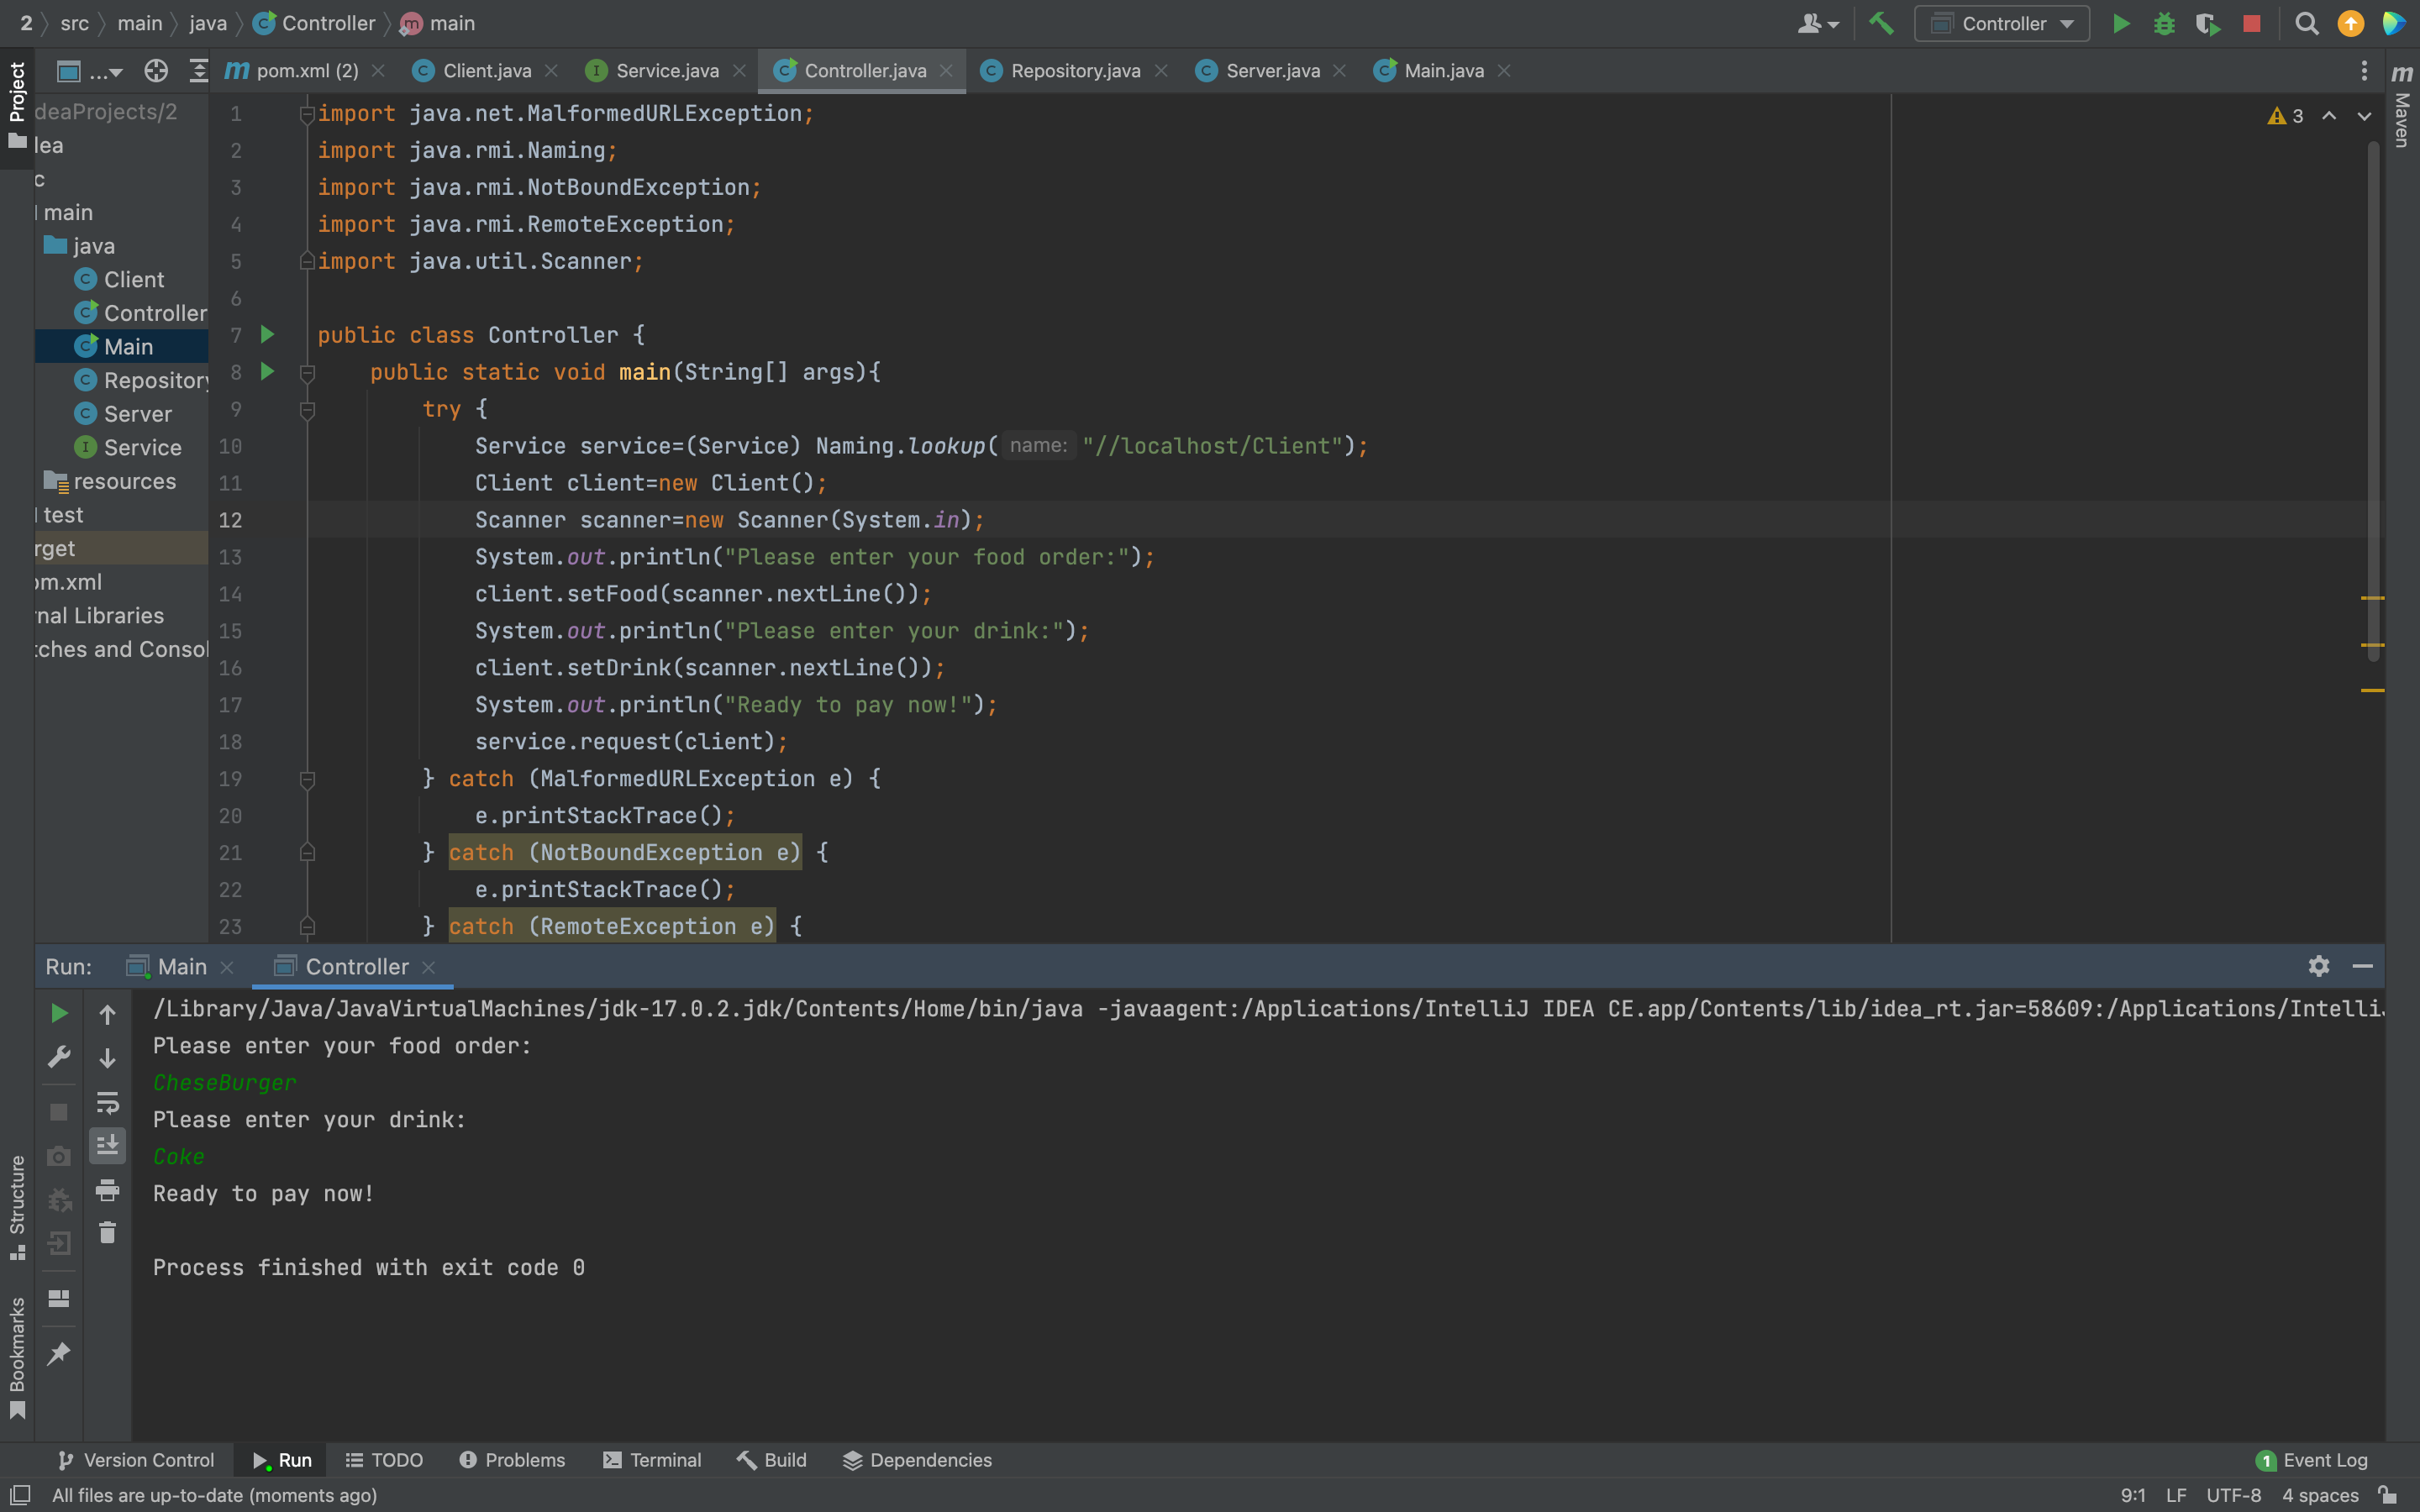 2 src main java Controller main
Controller
Project
... pom.xml (2) Client.java Service.java Controller.java Repository.java Server.java Main.java
Maven
deaProjects/2
main
java
Client
Controller
Main
Repository
Server
Service
resources
test
rget
om.xml
nal Libraries
tches and Consol
3
1 import java.net.MalformedURLException;
2 import java.rmi.Naming;
3 import java.rmi.NotBoundException;
4 import java.rmi.RemoteException;
5 import java.util.Scanner;
6
7 public class Controller {
8 public static void main(String[] args){
9 try {
10 Service service=(Service) Naming.lookup( name: "//localhost/Client");
11 Client client=new Client();
12 Scanner scanner=new Scanner(System.in);
13 System.out.println("Please enter your food order:");
14 client.setFood(scanner.nextLine());
15 System.out.println("Please enter your drink:");
16 client.setDrink(scanner.nextLine());
17 System.out.println("Ready to pay now!");
18 service.request(client);
19 } catch (MalformedURLException e) {
20 e.printStackTrace();
21 } catch (NotBoundException e) {
22 e.printStackTrace();
23 } catch (RemoteException e) {
Run: Main Controller
/Library/Java/JavaVirtualMachines/jdk-17.0.2.jdk/Contents/Home/bin/java -javaagent:/Applications/IntelliJ IDEA CE.app/Contents/lib/idea_rt.jar=58609:/Applications/Intelli
Please enter your food order:
CheseBurger
Please enter your drink:
Coke
Ready to pay now!
Process finished with exit code 0
Structure
Bookmarks
Version Control Run TODO Problems Terminal Build Dependencies
1 Event Log
All files are up-to-date (moments ago)
9:1 LF UTF-8 4 spaces